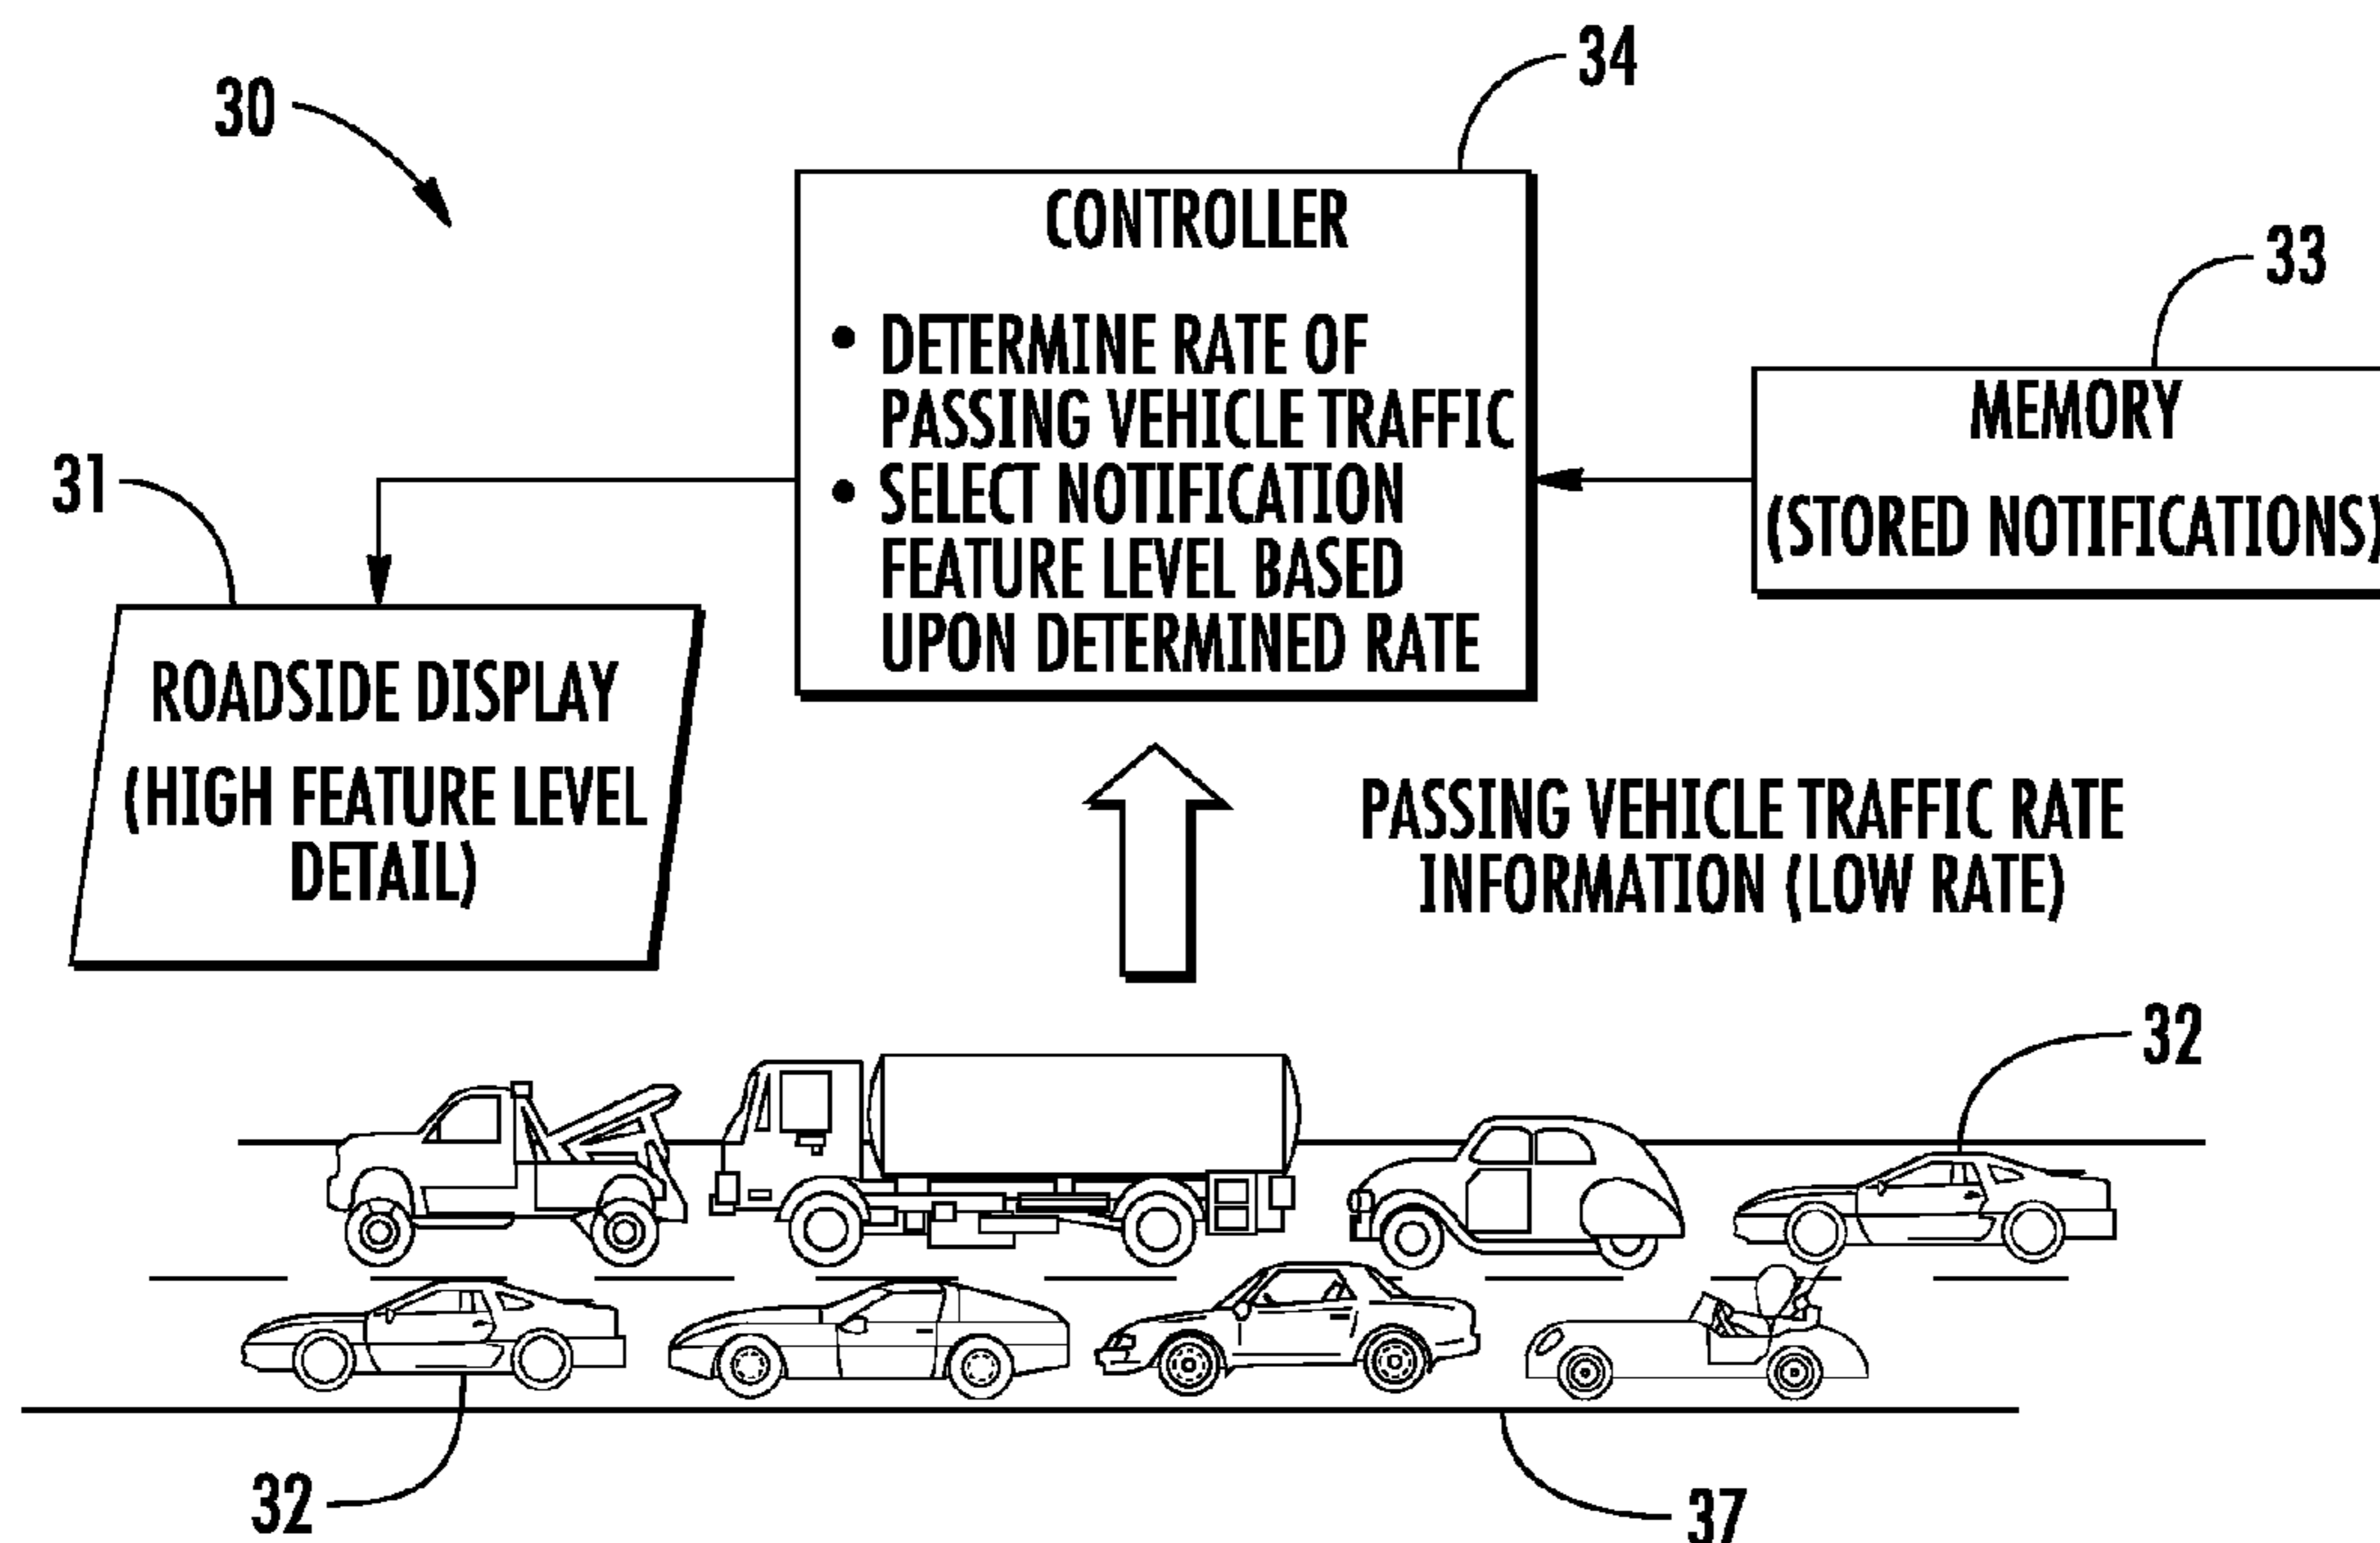 30
34
CONTROLLER
• DETERMINE RATE OF
PASSING VEHICLE TRAFFIC
• SELECT NOTIFICATION
FEATURE LEVEL BASED
UPON DETERMINED RATE
33
MEMORY
(STORED NOTIFICATIONS)
31
ROADSIDE DISPLAY
(HIGH FEATURE LEVEL
DETAIL)
PASSING VEHICLE TRAFFIC RATE
INFORMATION (LOW RATE)
32
32
37